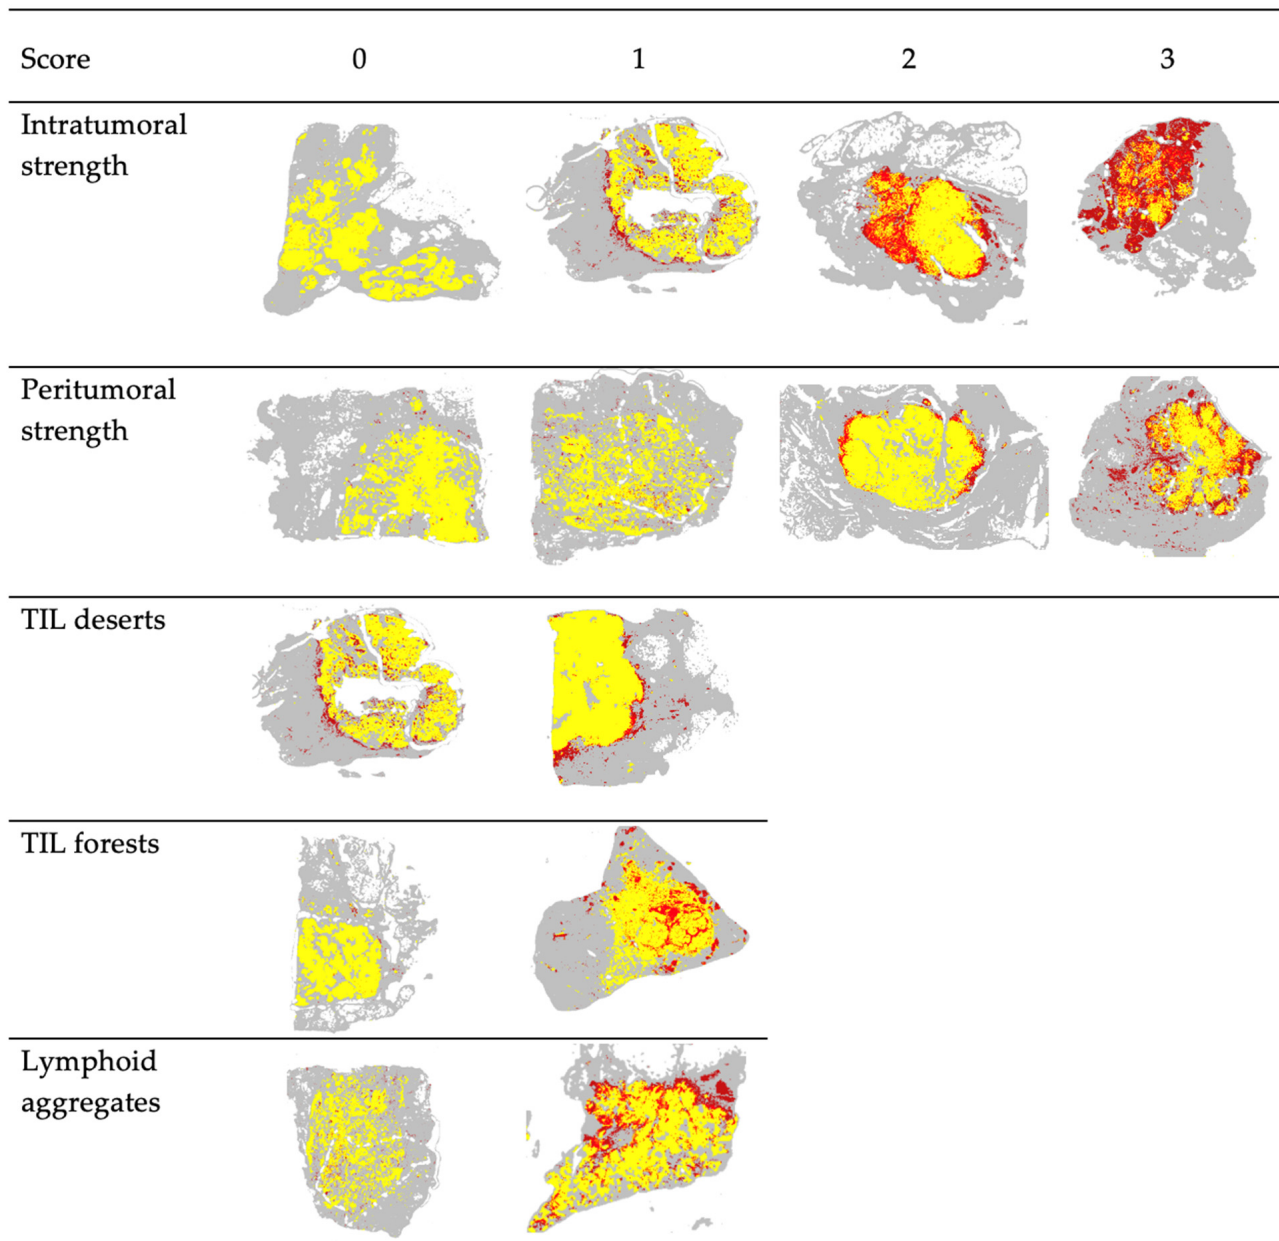 Score 0 1 2 3
Intratumoral
strength
Peritumoral
strength
TIL deserts
TIL forests
Lymphoid
aggregates